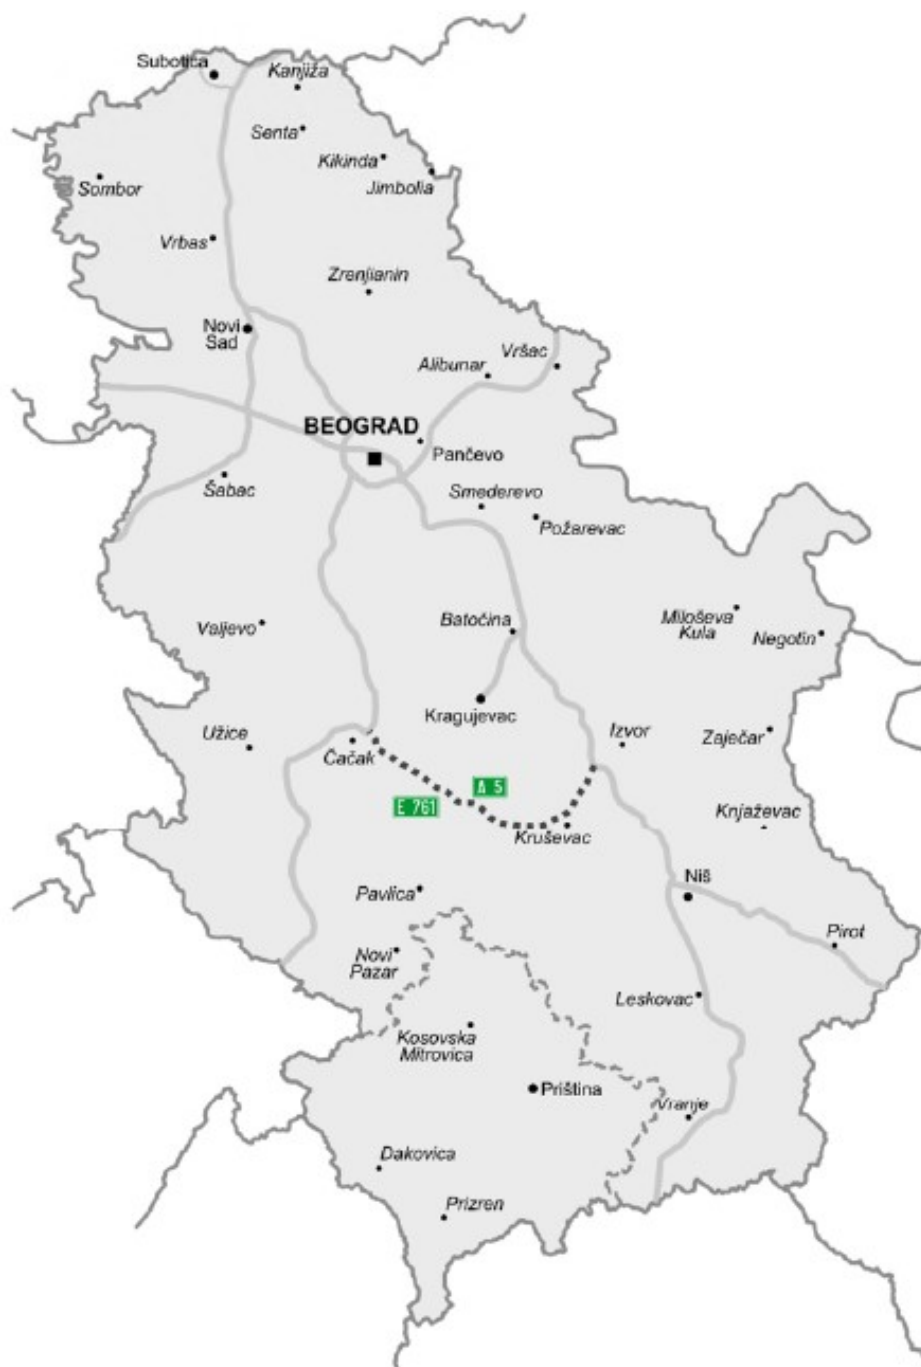 Subotica
Kanjiža
Senta
Kikinda
Jimbolia
Sombor
Vrbas
Zrenjianin
Novi
Sad
Vršac
Alibunar
BEOGRAD
Pančevo
Šabac
Smederevo
Požarevac
Valjevo
Batočina
Miloševa
Kula
Negotin
Kragujevac
Užice
Čačak
Izvor
Zaječar
A 5
E 761
Knjaževac
Kruševac
Niš
Pavlica
Pirot
Novi
Pazar
Leskovac
Kosovska
Mitrovica
Priština
Vranje
Dakovica
Prizren